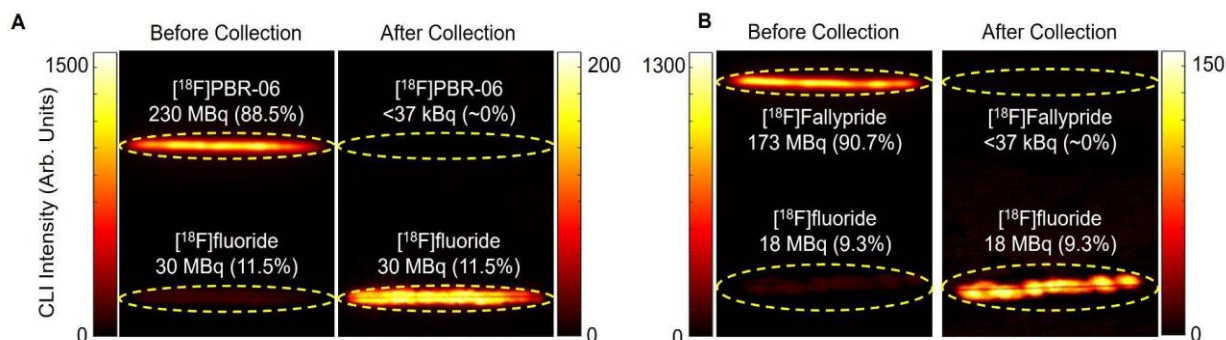 A
Before Collection
After Collection
CLI Intensity (Arb. Units)
1500
0
[¹⁸F]PBR-06
230 MBq (88.5%)
[¹⁸F]PBR-06
<37 kBq (~0%)
[¹⁸F]fluoride
30 MBq (11.5%)
[¹⁸F]fluoride
30 MBq (11.5%)
200
0
B
Before Collection
After Collection
1300
0
[¹⁸F]Fallypride
173 MBq (90.7%)
[¹⁸F]Fallypride
<37 kBq (~0%)
[¹⁸F]fluoride
18 MBq (9.3%)
[¹⁸F]fluoride
18 MBq (9.3%)
150
0